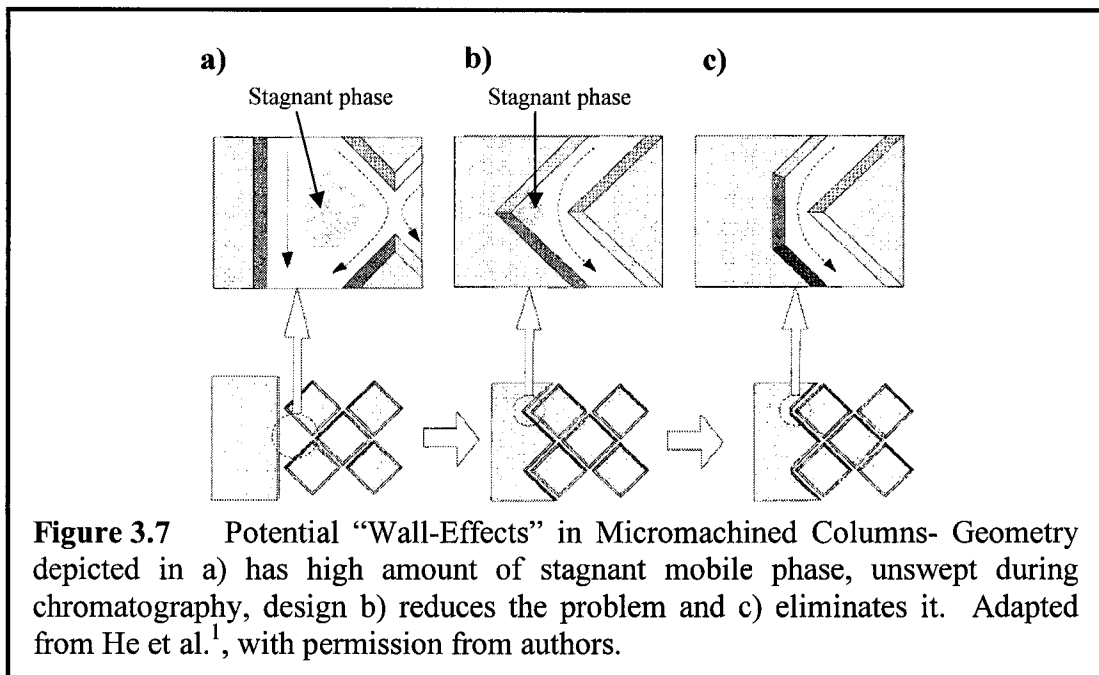 a)
b)
c)
Stagnant phase
Stagnant phase
Figure 3.7 Potential “Wall-Effects” in Micromachined Columns- Geometry
depicted in a) has high amount of stagnant mobile phase, unswept during
chromatography, design b) reduces the problem and c) eliminates it. Adapted
from He et al.¹, with permission from authors.